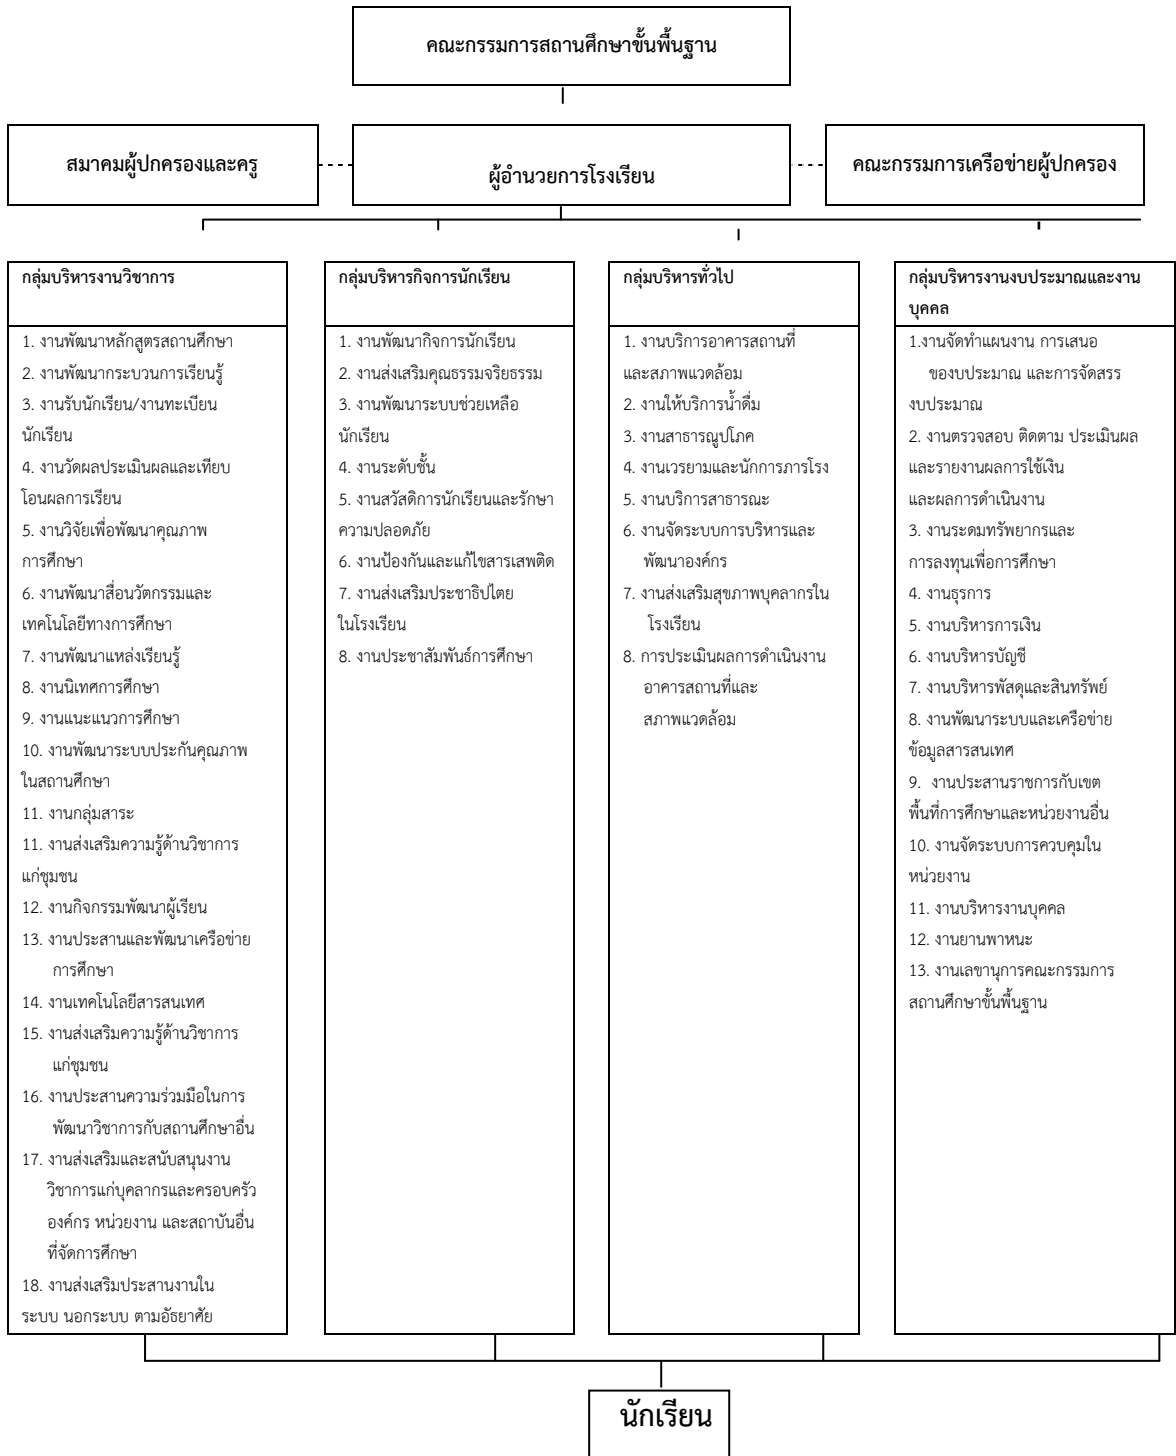 คณะกรรมการสถานศึกษาขั้นพื้นฐาน
สมาคมผู้ปกครองและครู
ผู้อำนวยการโรงเรียน
คณะกรรมการเครือข่ายผู้ปกครอง
กลุ่มบริหารงานวิชาการ
1. งานพัฒนาหลักสูตรสถานศึกษา
2. งานพัฒนากระบวนการเรียนรู้
3. งานรับนักเรียน/งานทะเบียน
นักเรียน
4. งานวัดผลประเมินผลและเทียบ
โอนผลการเรียน
5. งานวิจัยเพื่อพัฒนาคุณภาพ
การศึกษา
6. งานพัฒนาสื่อนวัตกรรมและ
เทคโนโลยีทางการศึกษา
7. งานพัฒนาแหล่งเรียนรู้
8. งานนิเทศการศึกษา
9. งานแนะแนวการศึกษา
10. งานพัฒนาระบบประกันคุณภาพ
ในสถานศึกษา
11. งานกลุ่มสาระ
11. งานส่งเสริมความรู้ด้านวิชาการ
แก่ชุมชน
12. งานกิจกรรมพัฒนาผู้เรียน
13. งานประสานและพัฒนาเครือข่าย
การศึกษา
14. งานเทคโนโลยีสารสนเทศ
15. งานส่งเสริมความรู้ด้านวิชาการ
แก่ชุมชน
16. งานประสานความร่วมมือในการ
พัฒนาวิชาการกับสถานศึกษาอื่น
17. งานส่งเสริมและสนับสนุนงาน
วิชาการแก่บุคลากรและครอบครัว
องค์กร หน่วยงาน และสถาบันอื่น
ที่จัดการศึกษา
18. งานส่งเสริมประสานงานใน
ระบบ นอกระบบ ตามอัธยาศัย
กลุ่มบริหารกิจการนักเรียน
1. งานพัฒนากิจการนักเรียน
2. งานส่งเสริมคุณธรรมจริยธรรม
3. งานพัฒนาระบบช่วยเหลือ
นักเรียน
4. งานระดับชั้น
5. งานสวัสดิการนักเรียนและรักษา
ความปลอดภัย
6. งานป้องกันและแก้ไขสารเสพติด
7. งานส่งเสริมประชาธิปไตย
ในโรงเรียน
8. งานประชาสัมพันธ์การศึกษา
กลุ่มบริหารทั่วไป
1. งานบริการอาคารสถานที่
และสภาพแวดล้อม
2. งานให้บริการน้ำดื่ม
3. งานสาธารณูปโภค
4. งานเวรยามและนักการภารโรง
5. งานบริการสาธารณะ
6. งานจัดระบบการบริหารและ
พัฒนาองค์กร
7. งานส่งเสริมสุขภาพบุคลากรใน
โรงเรียน
8. การประเมินผลการดำเนินงาน
อาคารสถานที่และ
สภาพแวดล้อม
กลุ่มบริหารงานงบประมาณและงาน
บุคคล
1.งานจัดทำแผนงาน การเสนอ
ของบประมาณ และการจัดสรร
งบประมาณ
2. งานตรวจสอบ ติดตาม ประเมินผล
และรายงานผลการใช้เงิน
และผลการดำเนินงาน
3. งานระดมทรัพยากรและ
การลงทุนเพื่อการศึกษา
4. งานธุรการ
5. งานบริหารการเงิน
6. งานบริหารบัญชี
7. งานบริหารพัสดุและสินทรัพย์
8. งานพัฒนาระบบและเครือข่าย
ข้อมูลสารสนเทศ
9. งานประสานราชการกับเขต
พื้นที่การศึกษาและหน่วยงานอื่น
10. งานจัดระบบการควบคุมใน
หน่วยงาน
11. งานบริหารงานบุคคล
12. งานยานพาหนะ
13. งานเลขานุการคณะกรรมการ
สถานศึกษาขั้นพื้นฐาน
นักเรียน